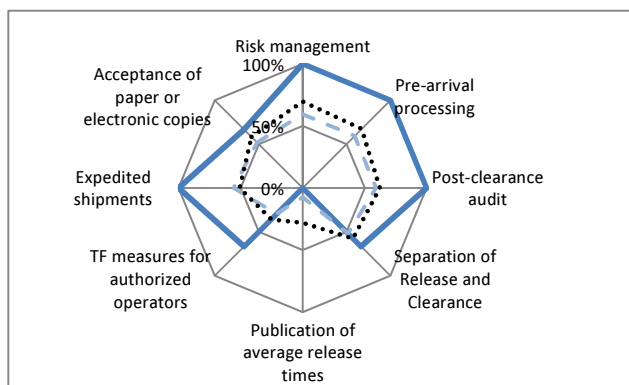 Risk management
100%
Acceptance of
paper or
electronic copies
Pre-arrival
processing
50%
Expedited
shipments
0%
Post-clearance
audit
TF measures for
authorized
operators
Separation of
Release and
Clearance
Publication of
average release
times